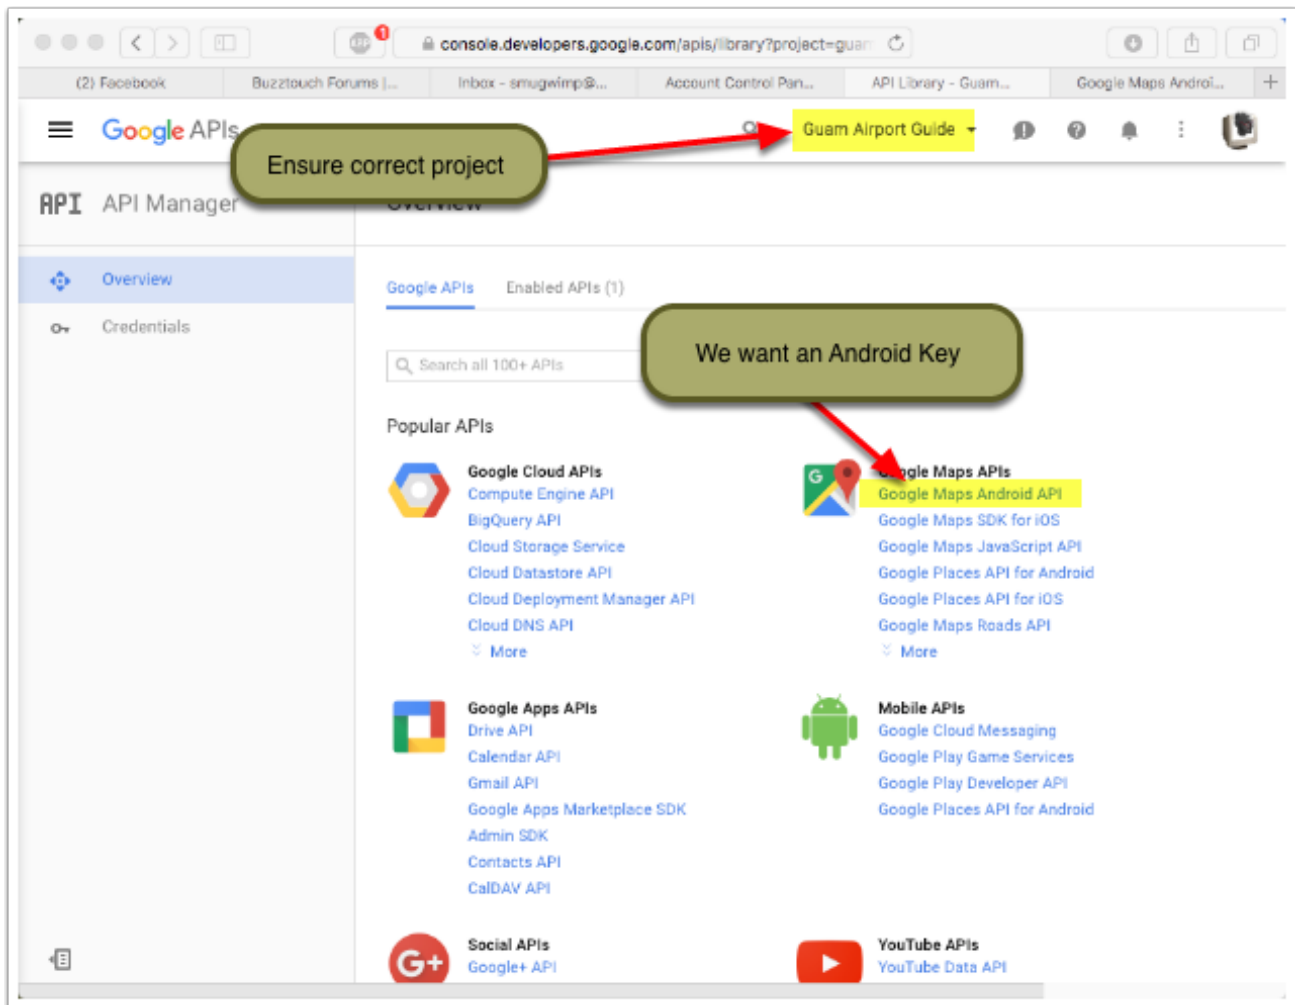 1
console.developers.google.com/apis/library?project=guam
(2) Facebook
Buzztouch Forums |...
Inbox - smugwimp@...
Account Control Pan...
API Library - Guam...
Google Maps Androi...
Google APIs
Guam Airport Guide
Ensure correct project
API
API Manager
Overview
Overview
Credentials
Google APIs
Enabled APIs (1)
Search all 100+ APIs
We want an Android Key
Popular APIs
Google Cloud APIs
Compute Engine API
BigQuery API
Cloud Storage Service
Cloud Datastore API
Cloud Deployment Manager API
Cloud DNS API
More
Google Maps APIs
Google Maps Android API
Google Maps SDK for iOS
Google Maps JavaScript API
Google Places API for Android
Google Places API for iOS
Google Maps Roads API
More
Google Apps APIs
Drive API
Calendar API
Gmail API
Google Apps Marketplace SDK
Admin SDK
Contacts API
CalDAV API
Mobile APIs
Google Cloud Messaging
Google Play Game Services
Google Play Developer API
Google Places API for Android
G+
Social APIs
Google+ API
YouTube APIs
YouTube Data API